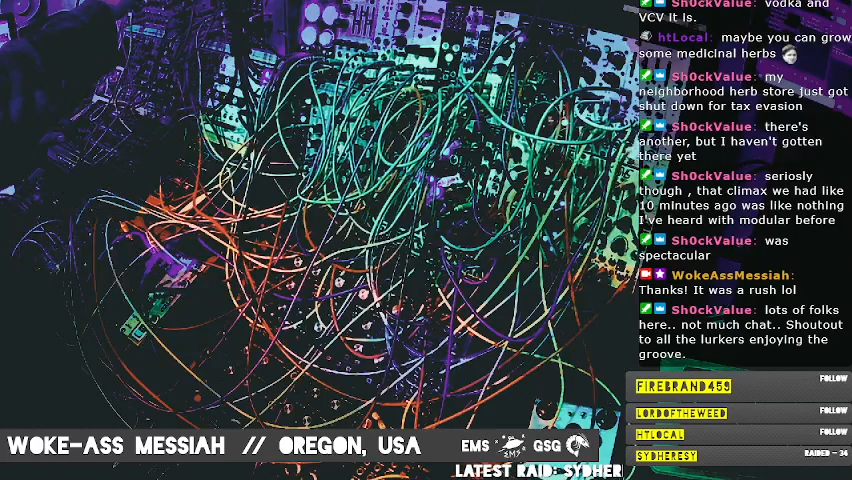 Sh0ckValue: vodka and
VCV it is.
htLocal: maybe you can grow
some medicinal herbs
Sh0ckValue: my
neighborhood herb store just got
shut down for tax evasion
Sh0ckValue: there's
another, but I haven't gotten
there yet
Sh0ckValue: seriosly
though , that climax we had like
10 minutes ago was like nothing
I've heard with modular before
Sh0ckValue: was
spectacular
WokeAssMessiah:
Thanks! It was a rush lol
Sh0ckValue: lots of folks
here.. not much chat.. Shoutout
to all the lurkers enjoying the
groove.
FIREBRAND459 FOLLOW
LORDOFTHEWEED FOLLOW
HTLOCAL FOLLOW
SYDHERESY RAIDED - 34
WOKE-ASS MESSIAH // OREGON, USA EMS EMS GSG
LATEST RAID: SYDHER